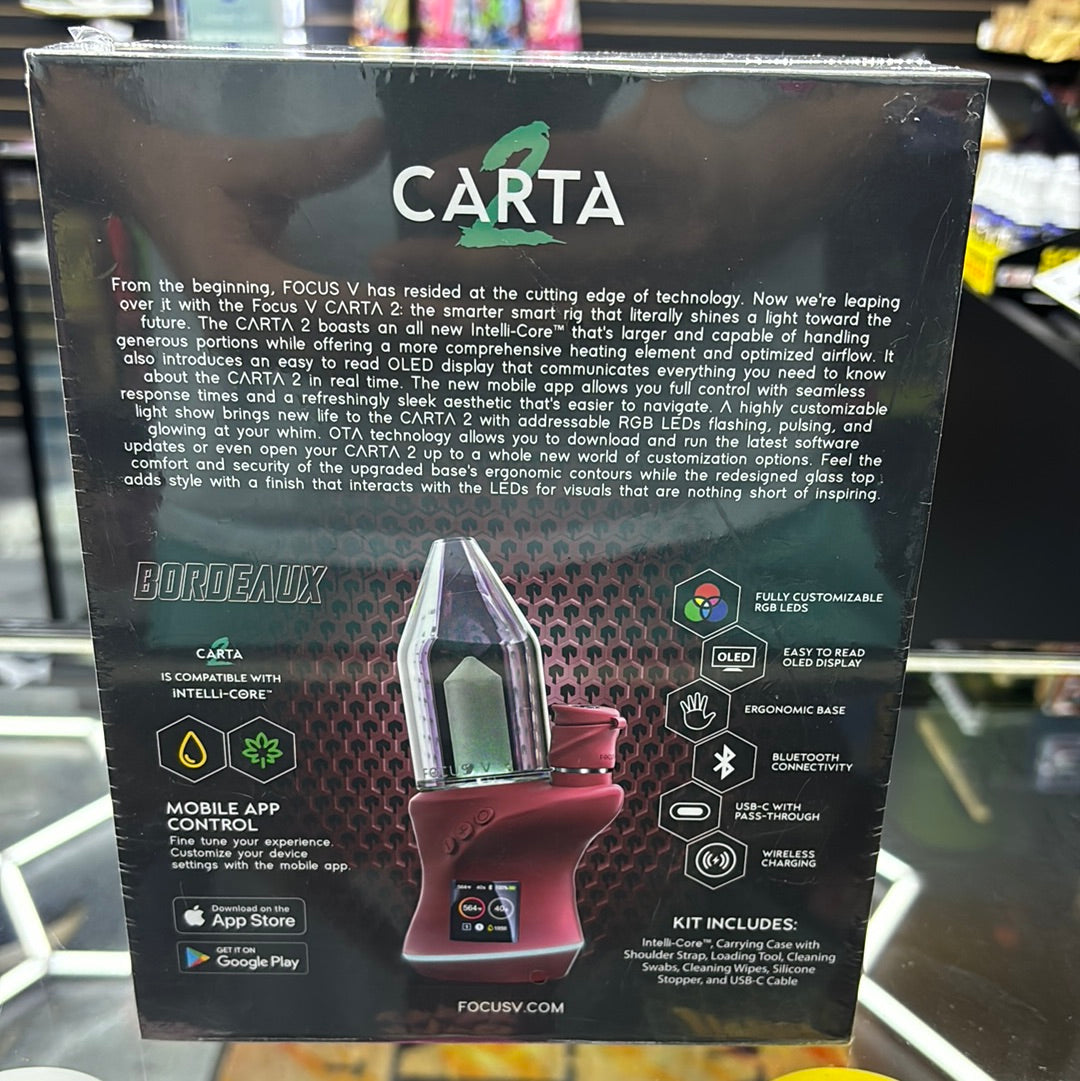 2
CARTA
From the beginning, FOCUS V has resided at the cutting edge of technology. Now we're leaping
over it with the Focus V CARTA 2: the smarter smart rig that literally shines a light toward the
future. The CARTA 2 boasts an all new Intelli-Core™ that's larger and capable of handling
generous portions while offering a more comprehensive heating element and optimized airflow. It
also introduces an easy to read OLED display that communicates everything you need to know
about the CARTA 2 in real time. The new mobile app allows you full control with seamless
response times and a refreshingly sleek aesthetic that's easier to navigate. A highly customizable
light show brings new life to the CARTA 2 with addressable RGB LEDs flashing, pulsing, and
glowing at your whim. OTA technology allows you to download and run the latest software
updates or even open your CARTA 2 up to a whole new world of customization options. Feel the
comfort and security of the upgraded base's ergonomic contours while the redesigned glass top
adds style with a finish that interacts with the LEDs for visuals that are nothing short of inspiring.
BORDEAUX
2
CARTA
IS COMPATIBLE WITH
INTELLI-CORE™
MOBILE APP
CONTROL
Fine tune your experience.
Customize your device
settings with the mobile app.
Download on the
App Store
GET IT ON
Google Play
FOCUS V
564
40
FULLY CUSTOMIZABLE
RGB LEDS
OLED
EASY TO READ
OLED DISPLAY
ERGONOMIC BASE
BLUETOOTH
CONNECTIVITY
USB-C WITH
PASS-THROUGH
WIRELESS
CHARGING
KIT INCLUDES:
Intelli-Core™, Carrying Case with
Shoulder Strap, Loading Tool, Cleaning
Swabs, Cleaning Wipes, Silicone
Stopper, and USB-C Cable
FOCUSV.COM